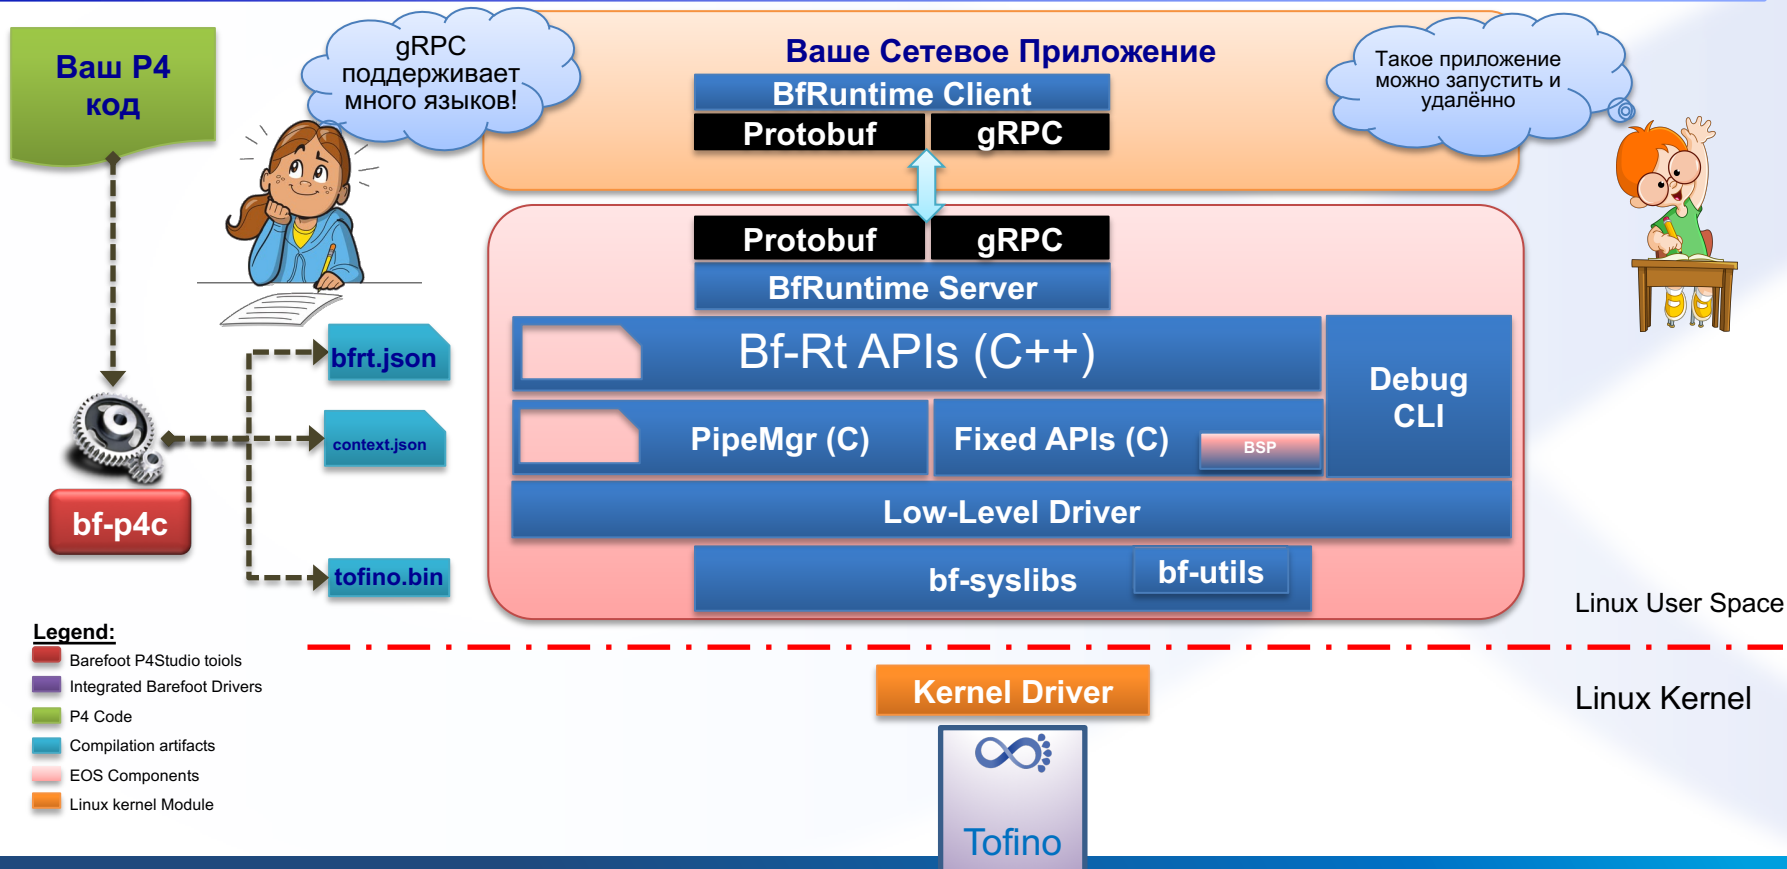 Ваш P4
код
gRPC
поддерживает
много языков!
Ваше Сетевое Приложение
BfRuntime Client
Protobuf
gRPC
Такое приложение
можно запустить и
удалённо
Protobuf
gRPC
BfRuntime Server
bfrt.json
Bf-Rt APIs (C++)
Debug
CLI
context.json
PipeMgr (C)
Fixed APIs (C)
BSP
bf-p4c
Low-Level Driver
tofino.bin
bf-syslibs
bf-utils
Linux User Space
Legend:
Barefoot P4Studio toiols
Integrated Barefoot Drivers
P4 Code
Compilation artifacts
EOS Components
Linux kernel Module
Kernel Driver
Linux Kernel
Tofino